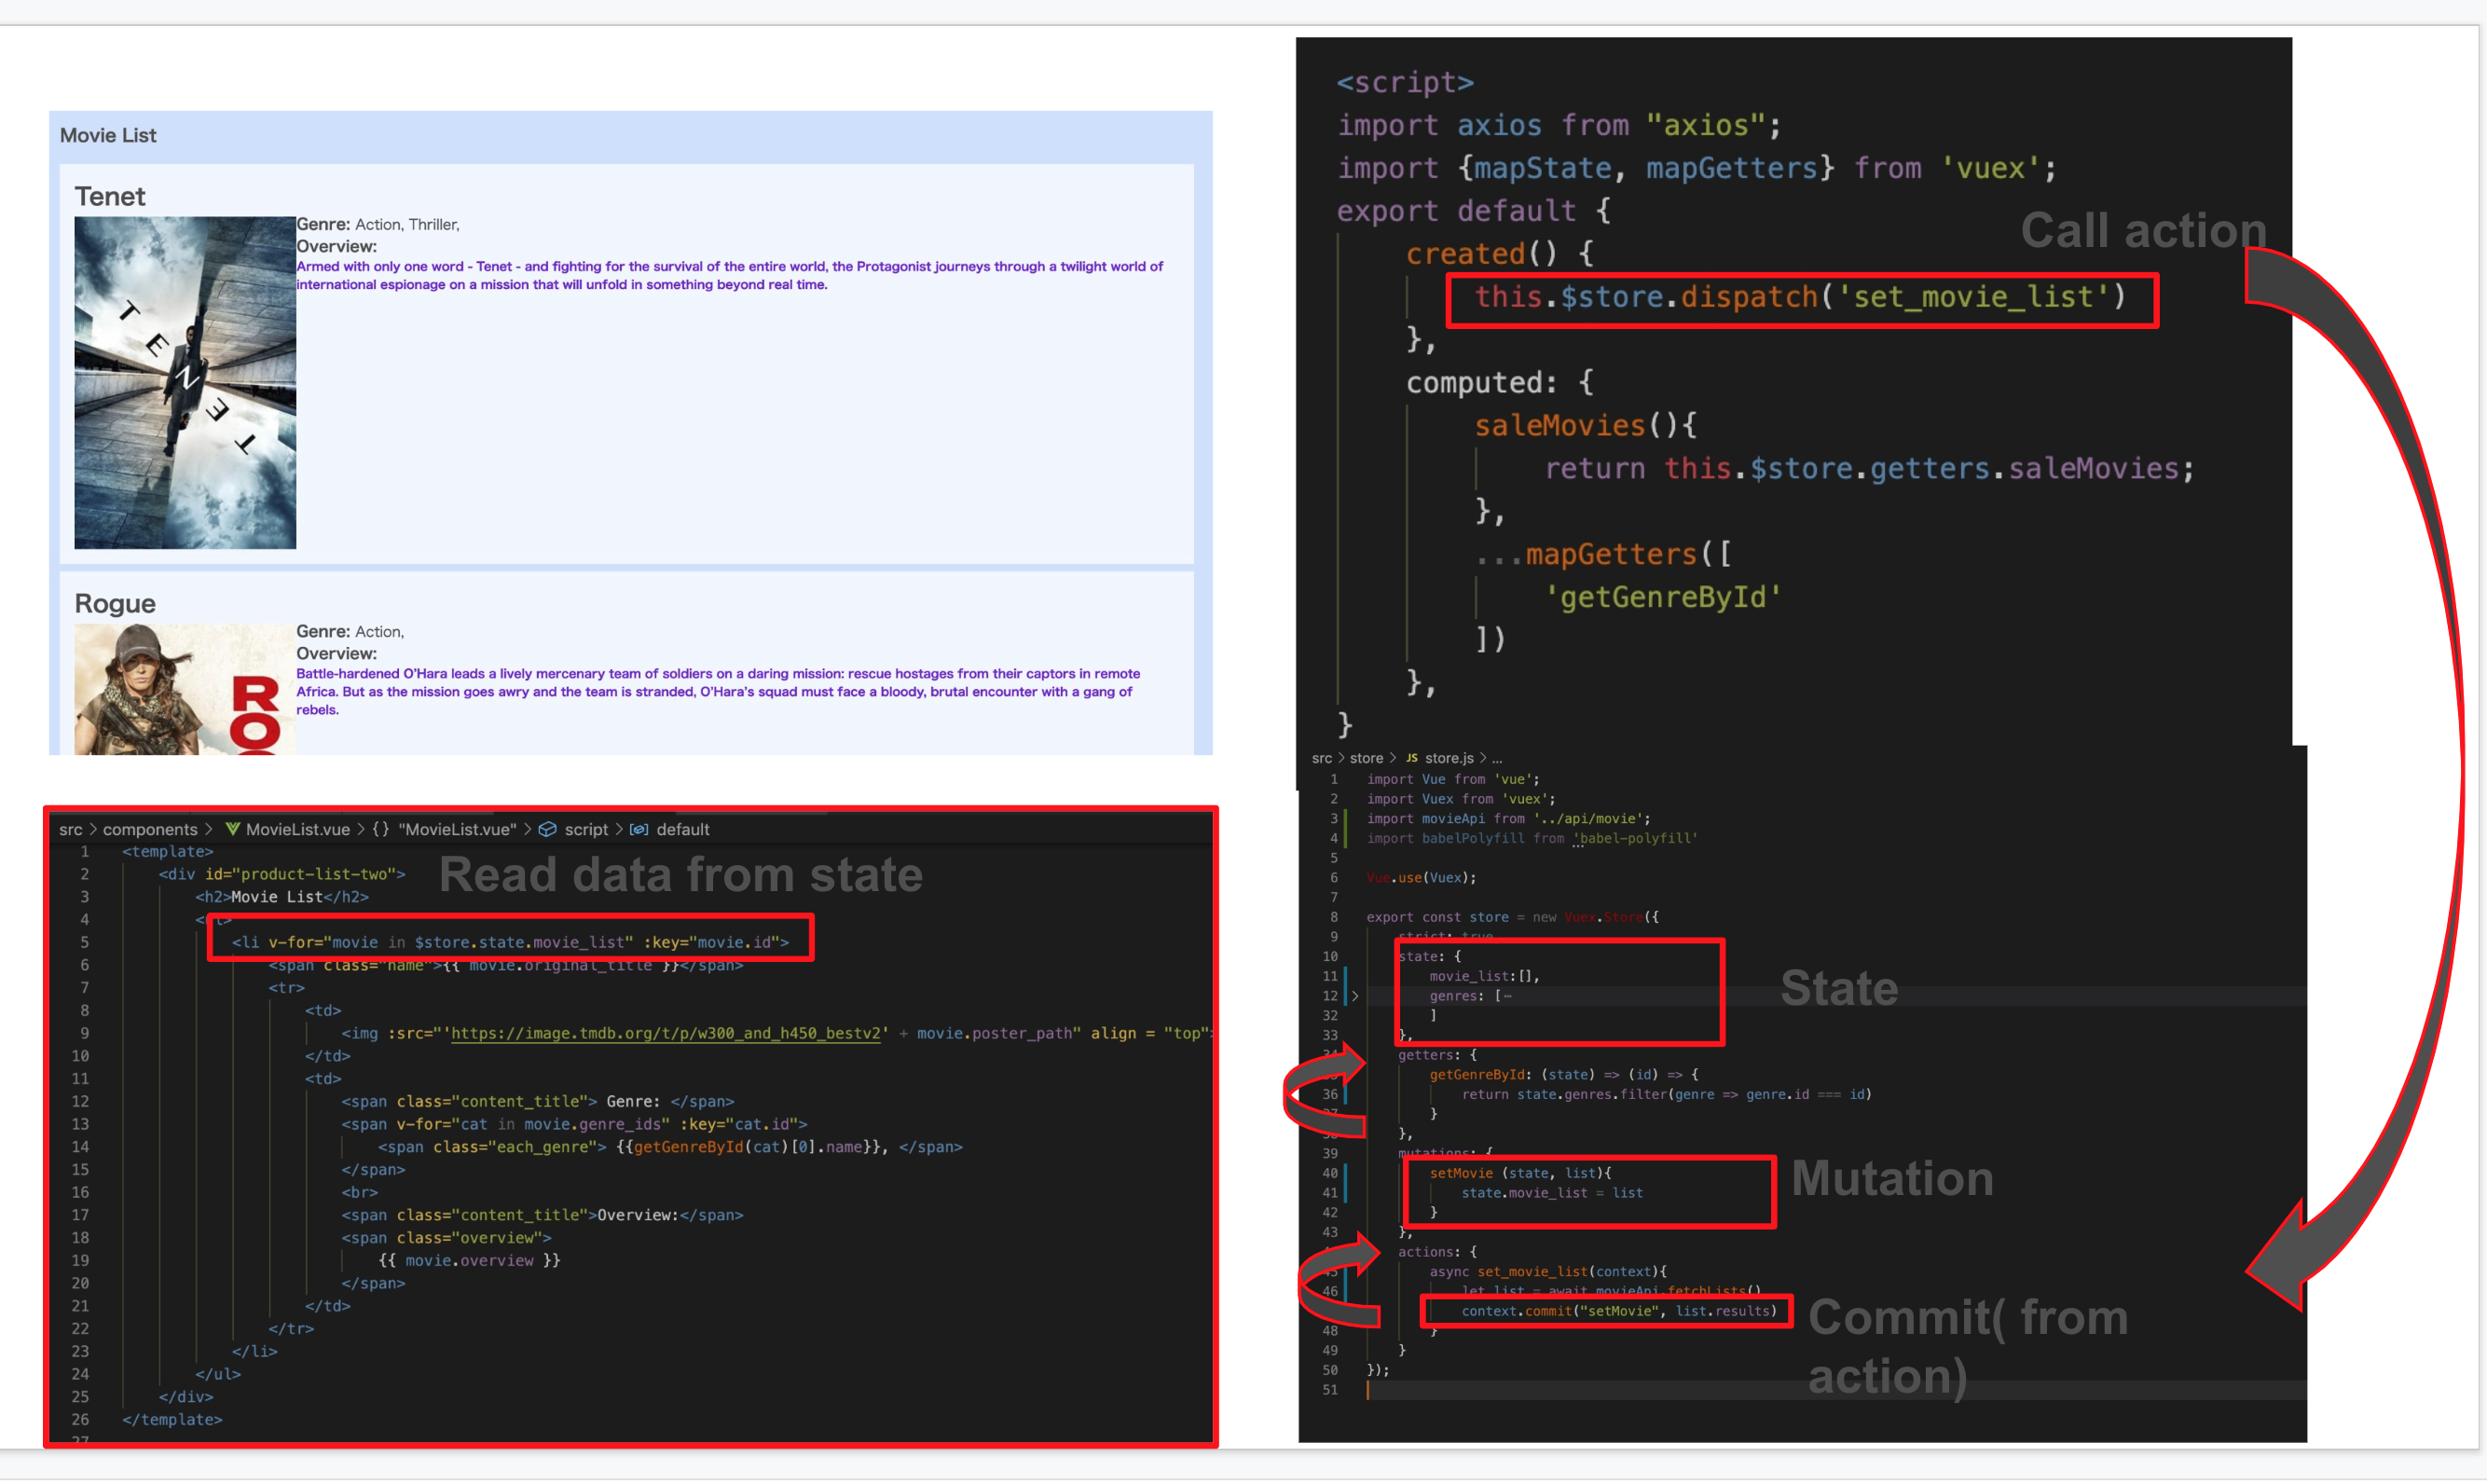 Movie List
Tenet
T E N E T
Genre: Action, Thriller,
Overview:
Armed with only one word - Tenet - and fighting for the survival of the entire world, the Protagonist journeys through a twilight world of
international espionage on a mission that will unfold in something beyond real time.
Rogue
Genre: Action,
Overview:
Battle-hardened O'Hara leads a lively mercenary team of soldiers on a daring mission: rescue hostages from their captors in remote
Africa. But as the mission goes awry and the team is stranded, O'Hara's squad must face a bloody, brutal encounter with a gang of
rebels.
R
O
<script>
import axios from "axios";
import {mapState, mapGetters} from 'vuex';
export default {
Call action
created() {
this.$store.dispatch('set_movie_list')
},
computed: {
saleMovies(){
return this.$store.getters.saleMovies;
},
...mapGetters([
'getGenreById'
])
},
}
src > components > MovieList.vue > {} "MovieList.vue" > script > default
Read data from state
1 <template>
2 <div id="product-list-two">
3 <h2>Movie List</h2>
4 <ul>
5 <li v-for="movie in $store.state.movie_list" :key="movie.id">
6 <span class="name">{{ movie.original_title }}</span>
7 <tr>
8 <td>
9 <img :src="'https://image.tmdb.org/t/p/w300_and_h450_bestv2' + movie.poster_path" align = "top">
10 </td>
11 <td>
12 <span class="content_title"> Genre: </span>
13 <span v-for="cat in movie.genre_ids" :key="cat.id">
14 <span class="each_genre"> {{getGenreById(cat)[0].name}}, </span>
15 </span>
16 <br>
17 <span class="content_title">Overview:</span>
18 <span class="overview">
19 {{ movie.overview }}
20 </span>
21 </td>
22 </tr>
23 </li>
24 </ul>
25 </div>
26 </template>
27
src > store > JS store.js > ...
1 import Vue from 'vue';
2 import Vuex from 'vuex';
3 import movieApi from '../api/movie';
4 import babelPolyfill from 'babel-polyfill'
5
6 Vue.use(Vuex);
7
8 export const store = new Vuex.Store({
9 strict: true,
10 state: {
11 movie_list:[],
12 > genres: [⋯
32 ]
33 },
State
34 getters: {
35 getGenreById: (state) => (id) => {
36 return state.genres.filter(genre => genre.id === id)
37 }
38 },
39 mutations: {
40 setMovie (state, list){
41 state.movie_list = list
42 }
43 },
Mutation
actions: {
45 async set_movie_list(context){
46 let list = await movieApi.fetchLists()
context.commit("setMovie", list.results)
48 }
49 }
50 });
51
Commit( from
action)